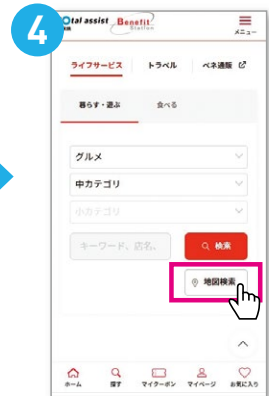 4
total assist Benefit Station
メニュー
ライフサービス トラベル ベネ通販
暮らす・遊ぶ 食べる
グルメ
中カテゴリ
小カテゴリ
キーワード、店名、 検索
地図検索
ホーム 探す マイクーポン マイページ お気に入り